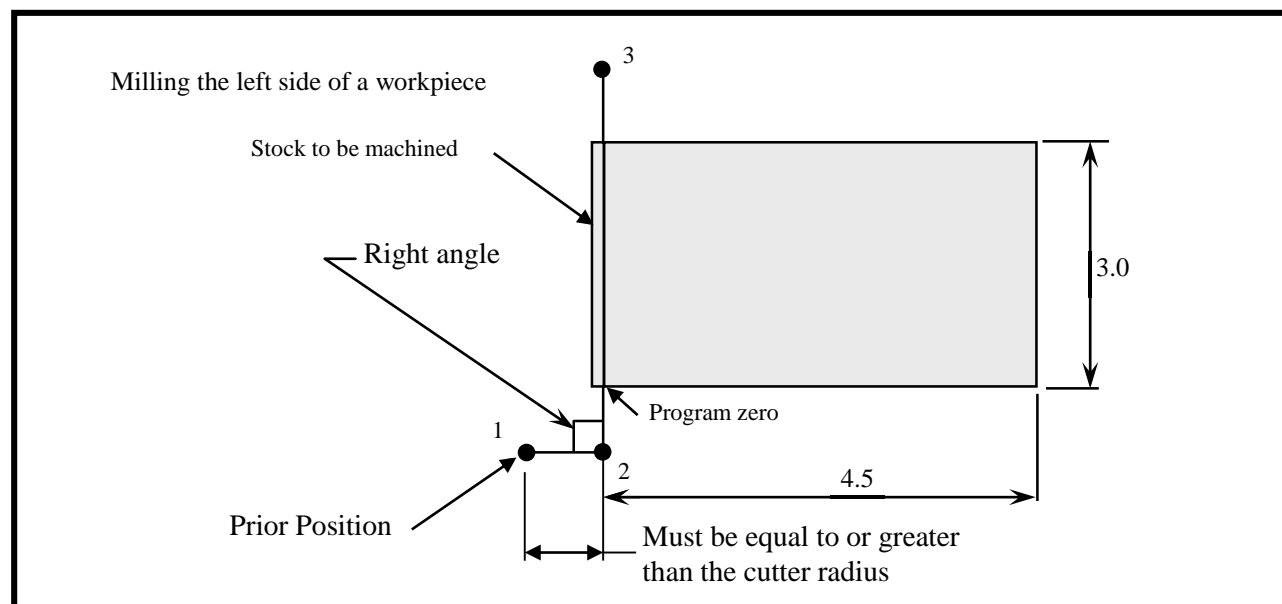 3
Milling the left side of a workpiece
Stock to be machined
Right angle
3.0
Program zero
1
2
4.5
Prior Position
Must be equal to or greater
than the cutter radius